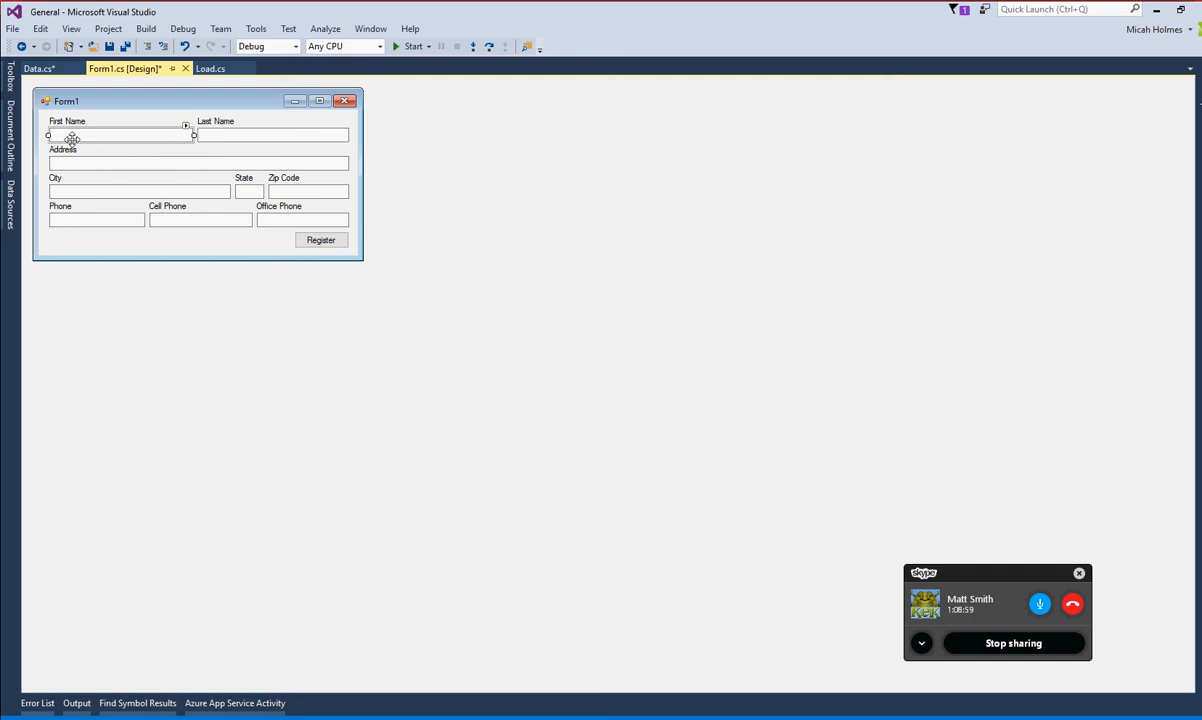 General - Microsoft Visual Studio
1
Quick Launch (Ctrl+Q)
File Edit View Project Build Debug Team Tools Test Analyze Window Help
Micah Holmes
Debug Any CPU Start
Toolbox
Document Outline
Data Sources
Data.cs* Form1.cs [Design]* Load.cs
Form1
First Name Last Name
Address
City State Zip Code
Phone Cell Phone Office Phone
Register
skype
Matt Smith
1:08:59
KEK
Stop sharing
Error List Output Find Symbol Results Azure App Service Activity